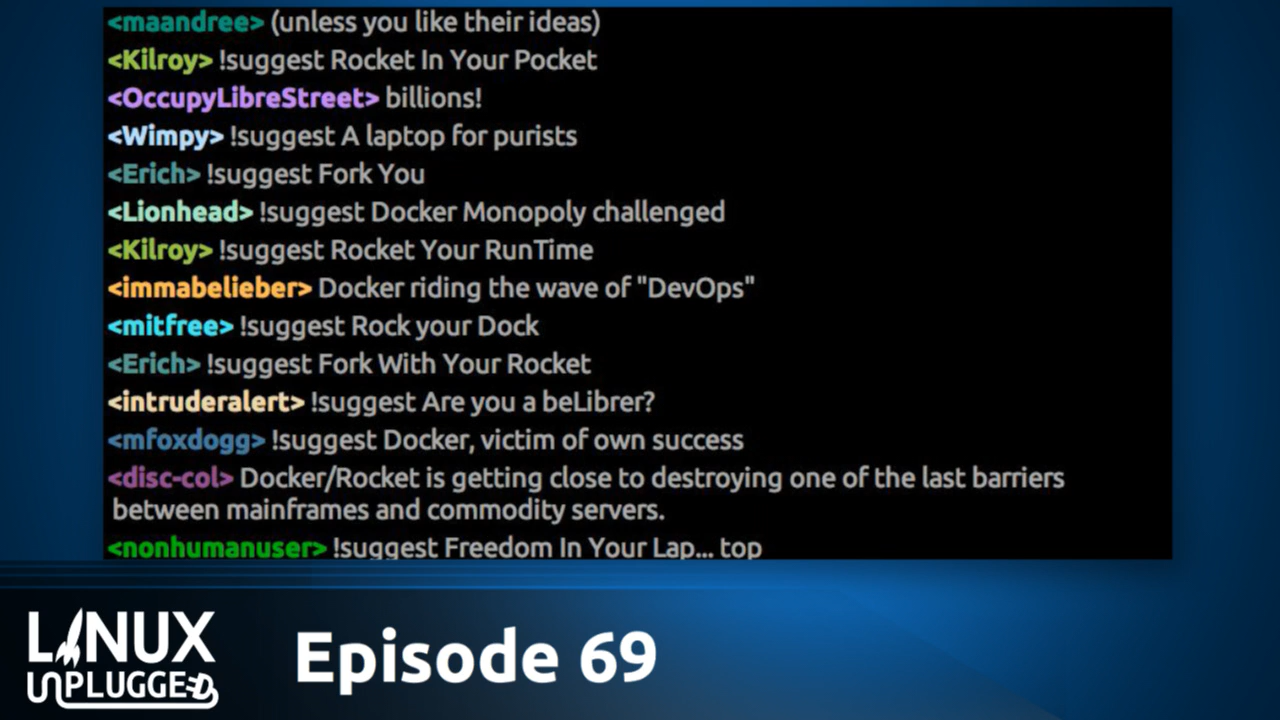 <maandree> (unless you like their ideas)
<Kilroy> !suggest Rocket In Your Pocket
<OccupyLibreStreet> billions!
<Wimpy> !suggest A laptop for purists
<Erich> !suggest Fork You
<Lionhead> !suggest Docker Monopoly challenged
<Kilroy> !suggest Rocket Your RunTime
<immabelieber> Docker riding the wave of "DevOps"
<mitfree> !suggest Rock your Dock
<Erich> !suggest Fork With Your Rocket
<intruderalert> !suggest Are you a beLibrer?
<mfoxdogg> !suggest Docker, victim of own success
<disc-col> Docker/Rocket is getting close to destroying one of the last barriers
between mainframes and commodity servers.
<nonhumanuser> !suggest Freedom In Your Lap... top
LINUX
UNPLUGGED
Episode 69